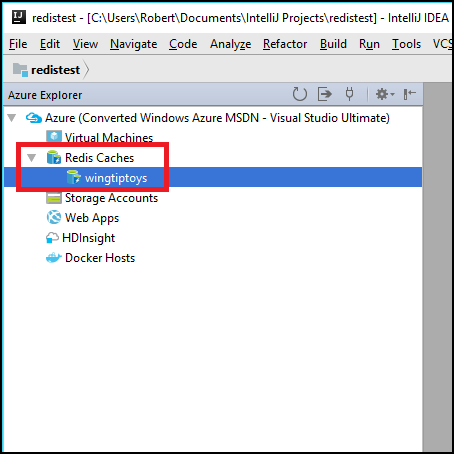 redistest - [C:\Users\Robert\Documents\IntelliJ Projects\redistest] - IntelliJ IDEA
File Edit View Navigate Code Analyze Refactor Build Run Tools VCS
redistest
Azure Explorer
Azure (Converted Windows Azure MSDN - Visual Studio Ultimate)
Virtual Machines
Redis Caches
wingtiptoys
Storage Accounts
Web Apps
HDInsight
Docker Hosts